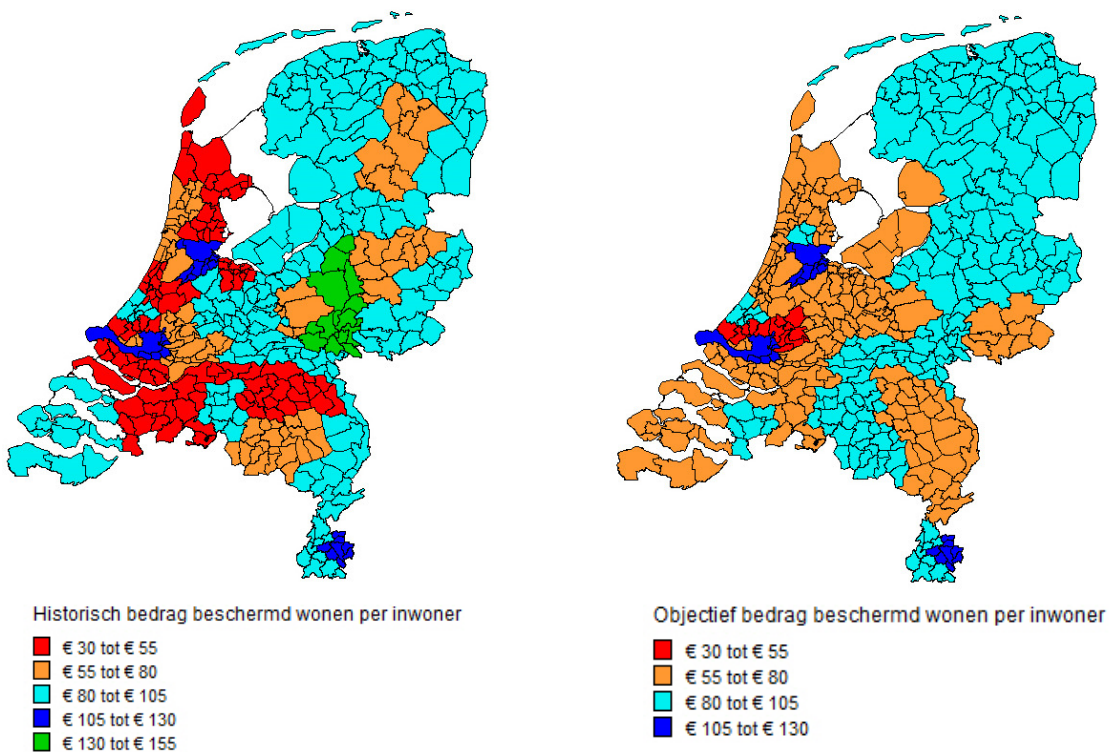 Historisch bedrag beschermd wonen per inwoner
€ 30 tot € 55
€ 55 tot € 80
€ 80 tot € 105
€ 105 tot € 130
€ 130 tot € 155
Objectief bedrag beschermd wonen per inwoner
€ 30 tot € 55
€ 55 tot € 80
€ 80 tot € 105
€ 105 tot € 130